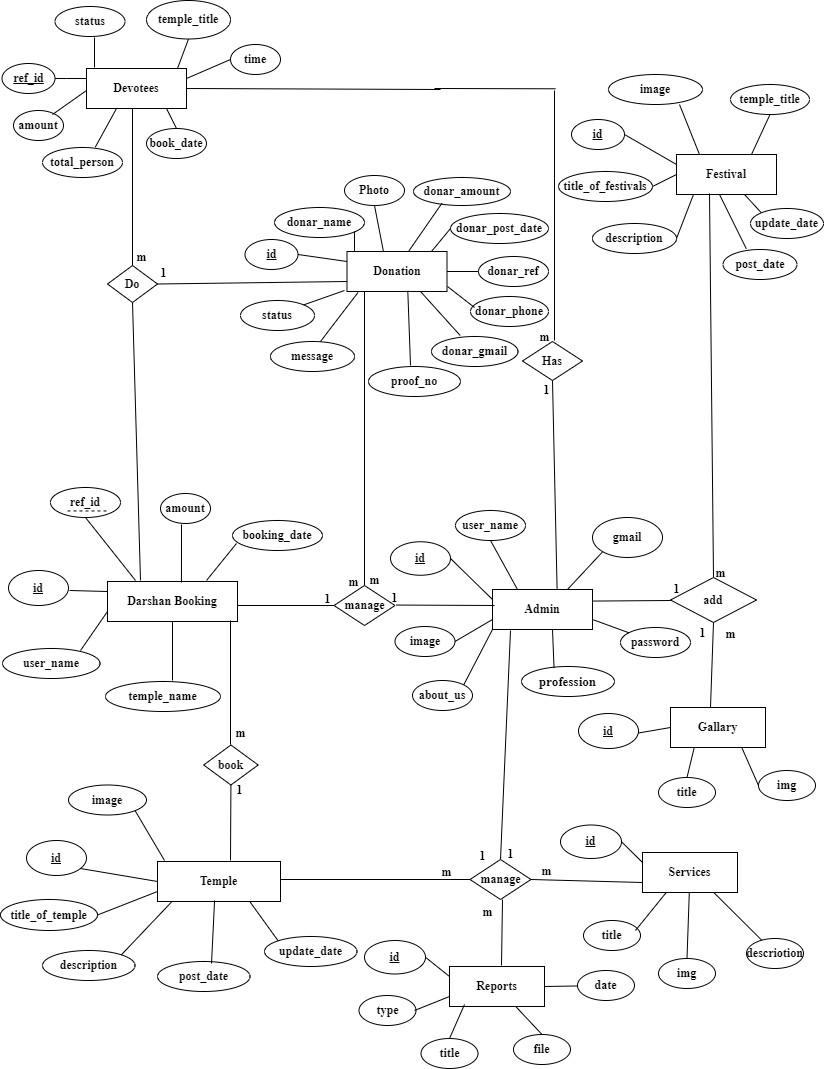 status
temple_title
time
ref_id
Devotees
amount
total_person
book_date
image
temple_title
id
title_of_festivals
Festival
description
update_date
post_date
Photo
donar_amount
donar_name
donar_post_date
id
Donation
donar_ref
status
donar_phone
message
donar_gmail
proof_no
m
1
Do
m
Has
1
ref_id
amount
booking_date
id
Darshan Booking
user_name
temple_name
user_name
gmail
id
m m
1 manage 1
Admin
1
m
add
1 m
image
password
about_us
profession
Gallary
id
title
img
m
book
1
image
id
Temple
title_of_temple
description
post_date
update_date
1 1
m manage m
m
id
Services
title
img
descriotion
id
Reports
date
type
title
file